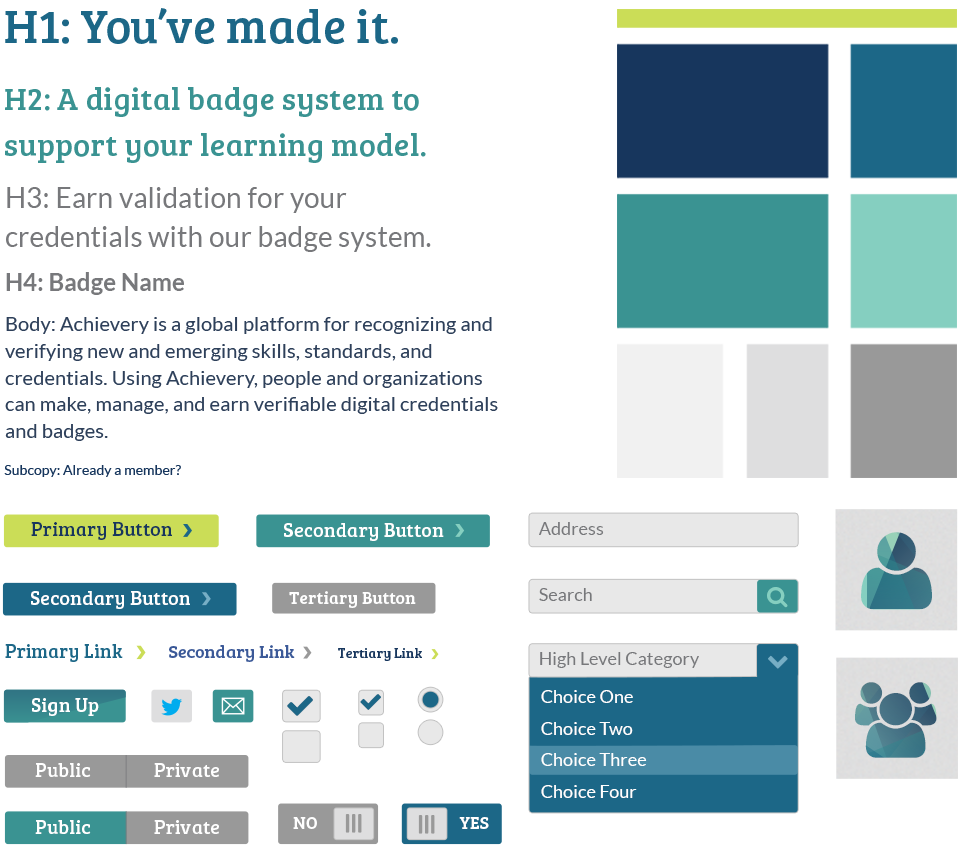 H1: You’ve made it.
H2: A digital badge system to
support your learning model.
H3: Earn validation for your
credentials with our badge system.
H4: Badge Name
Body: Achievery is a global platform for recognizing and
verifying new and emerging skills, standards, and
credentials. Using Achievery, people and organizations
can make, manage, and earn verifiable digital credentials
and badges.
Subcopy: Already a member?
Primary Button
Secondary Button
Secondary Button
Tertiary Button
Primary Link
Secondary Link
Tertiary Link
Sign Up
Public Private
Public Private
NO
YES
Address
Search
High Level Category
Choice One
Choice Two
Choice Three
Choice Four